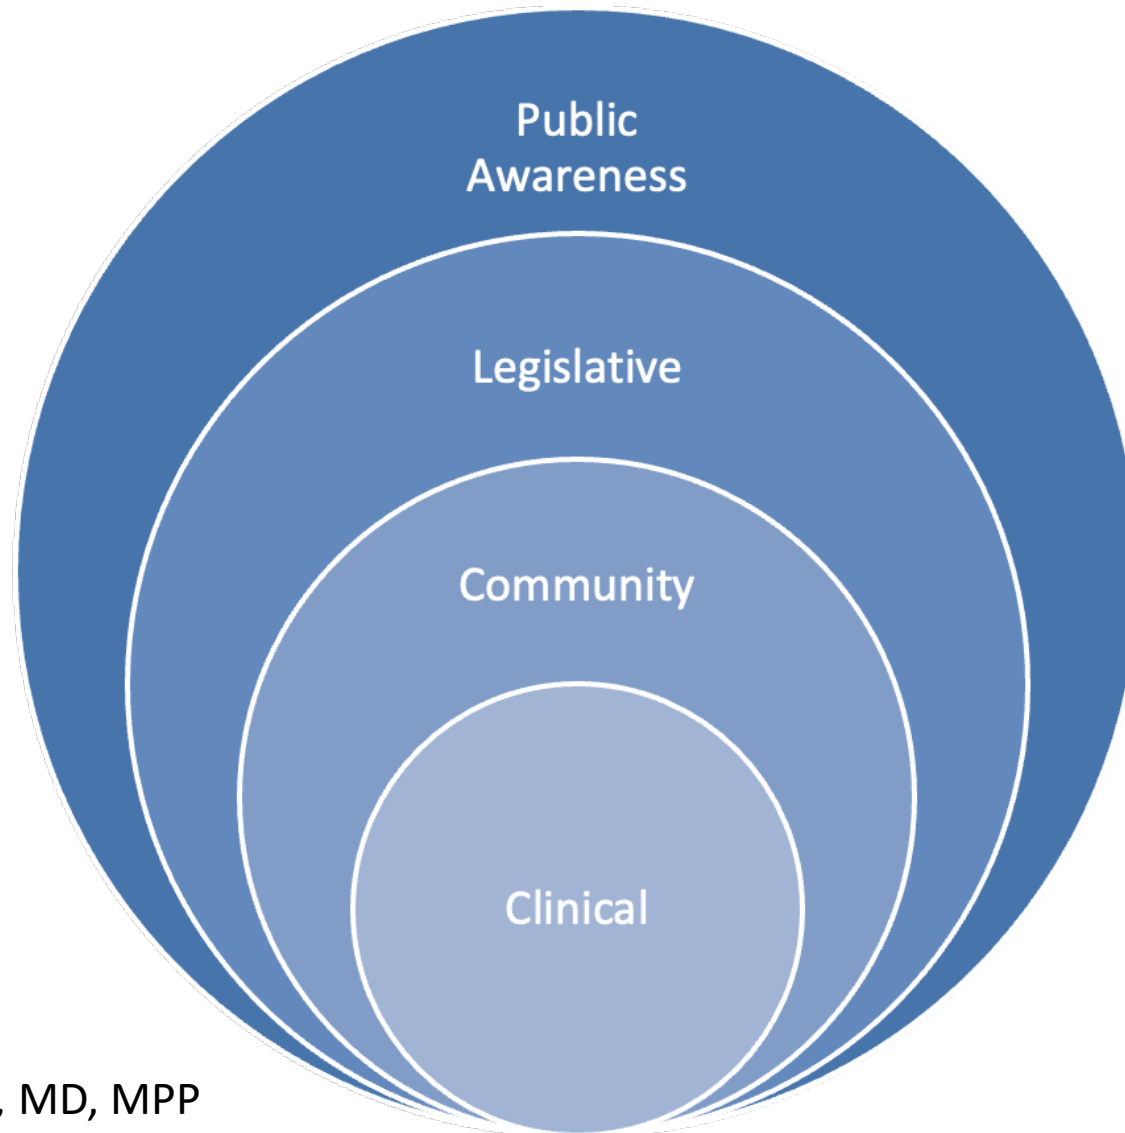 Public
Awareness
Legislative
Community
Clinical
, MD, MPP